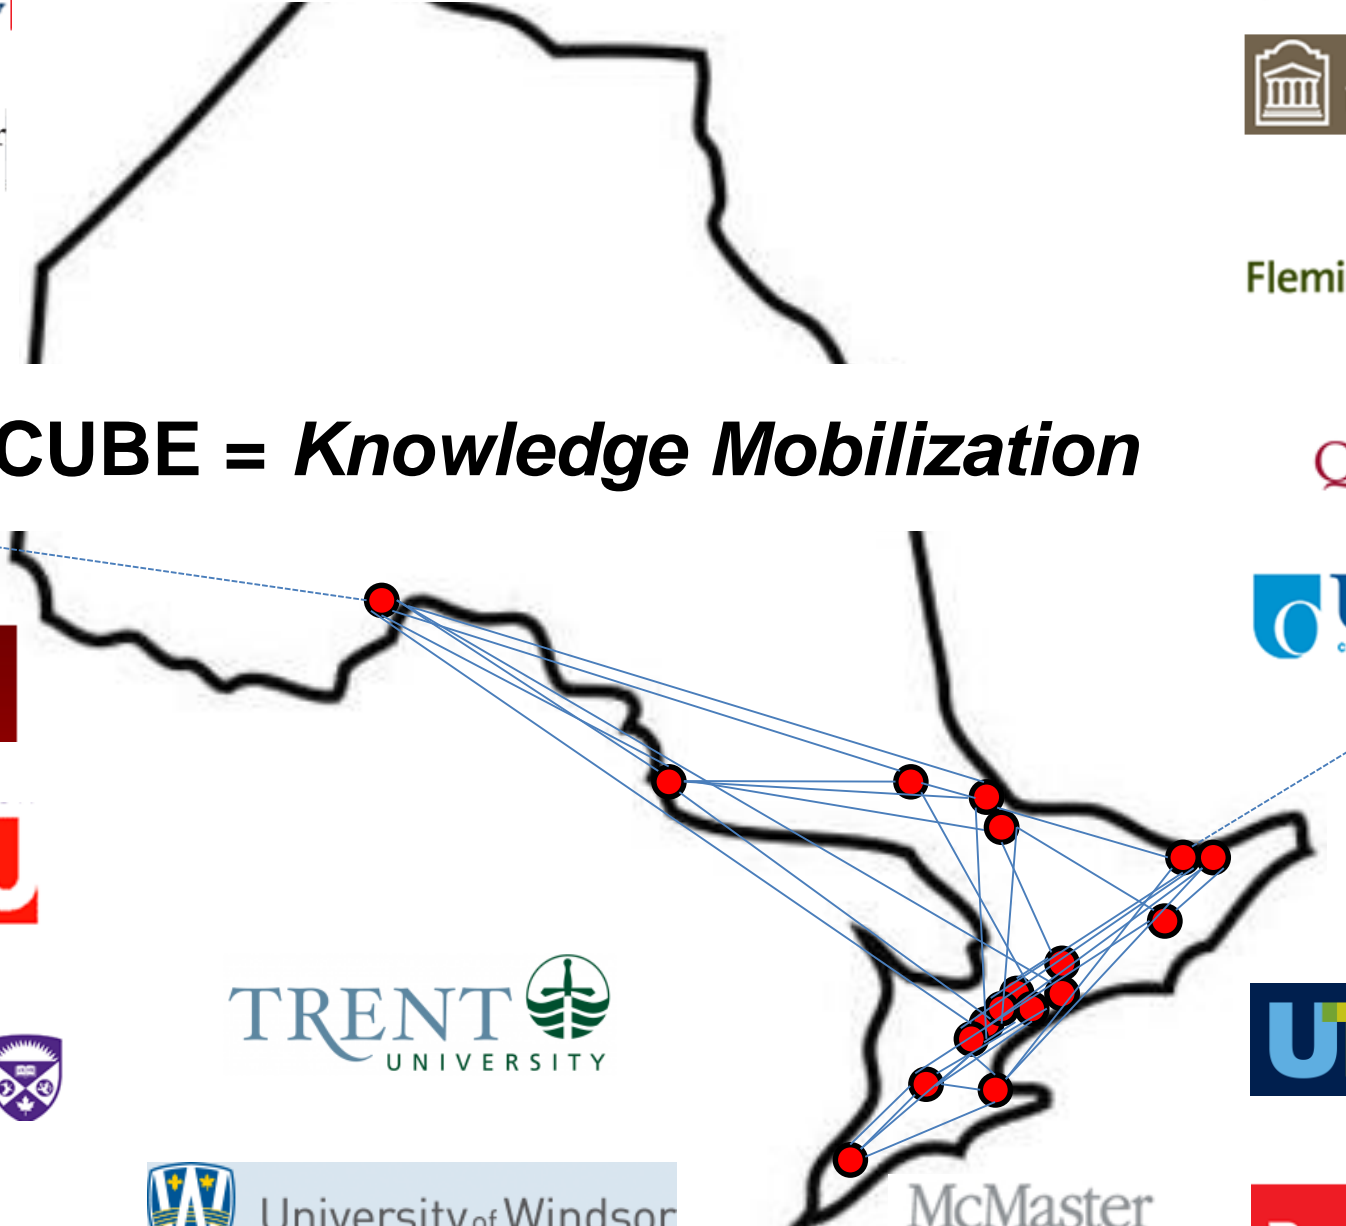 Flemi
CUBE = Knowledge Mobilization
TRENT
UNIVERSITY
University of Windsor
McMaster